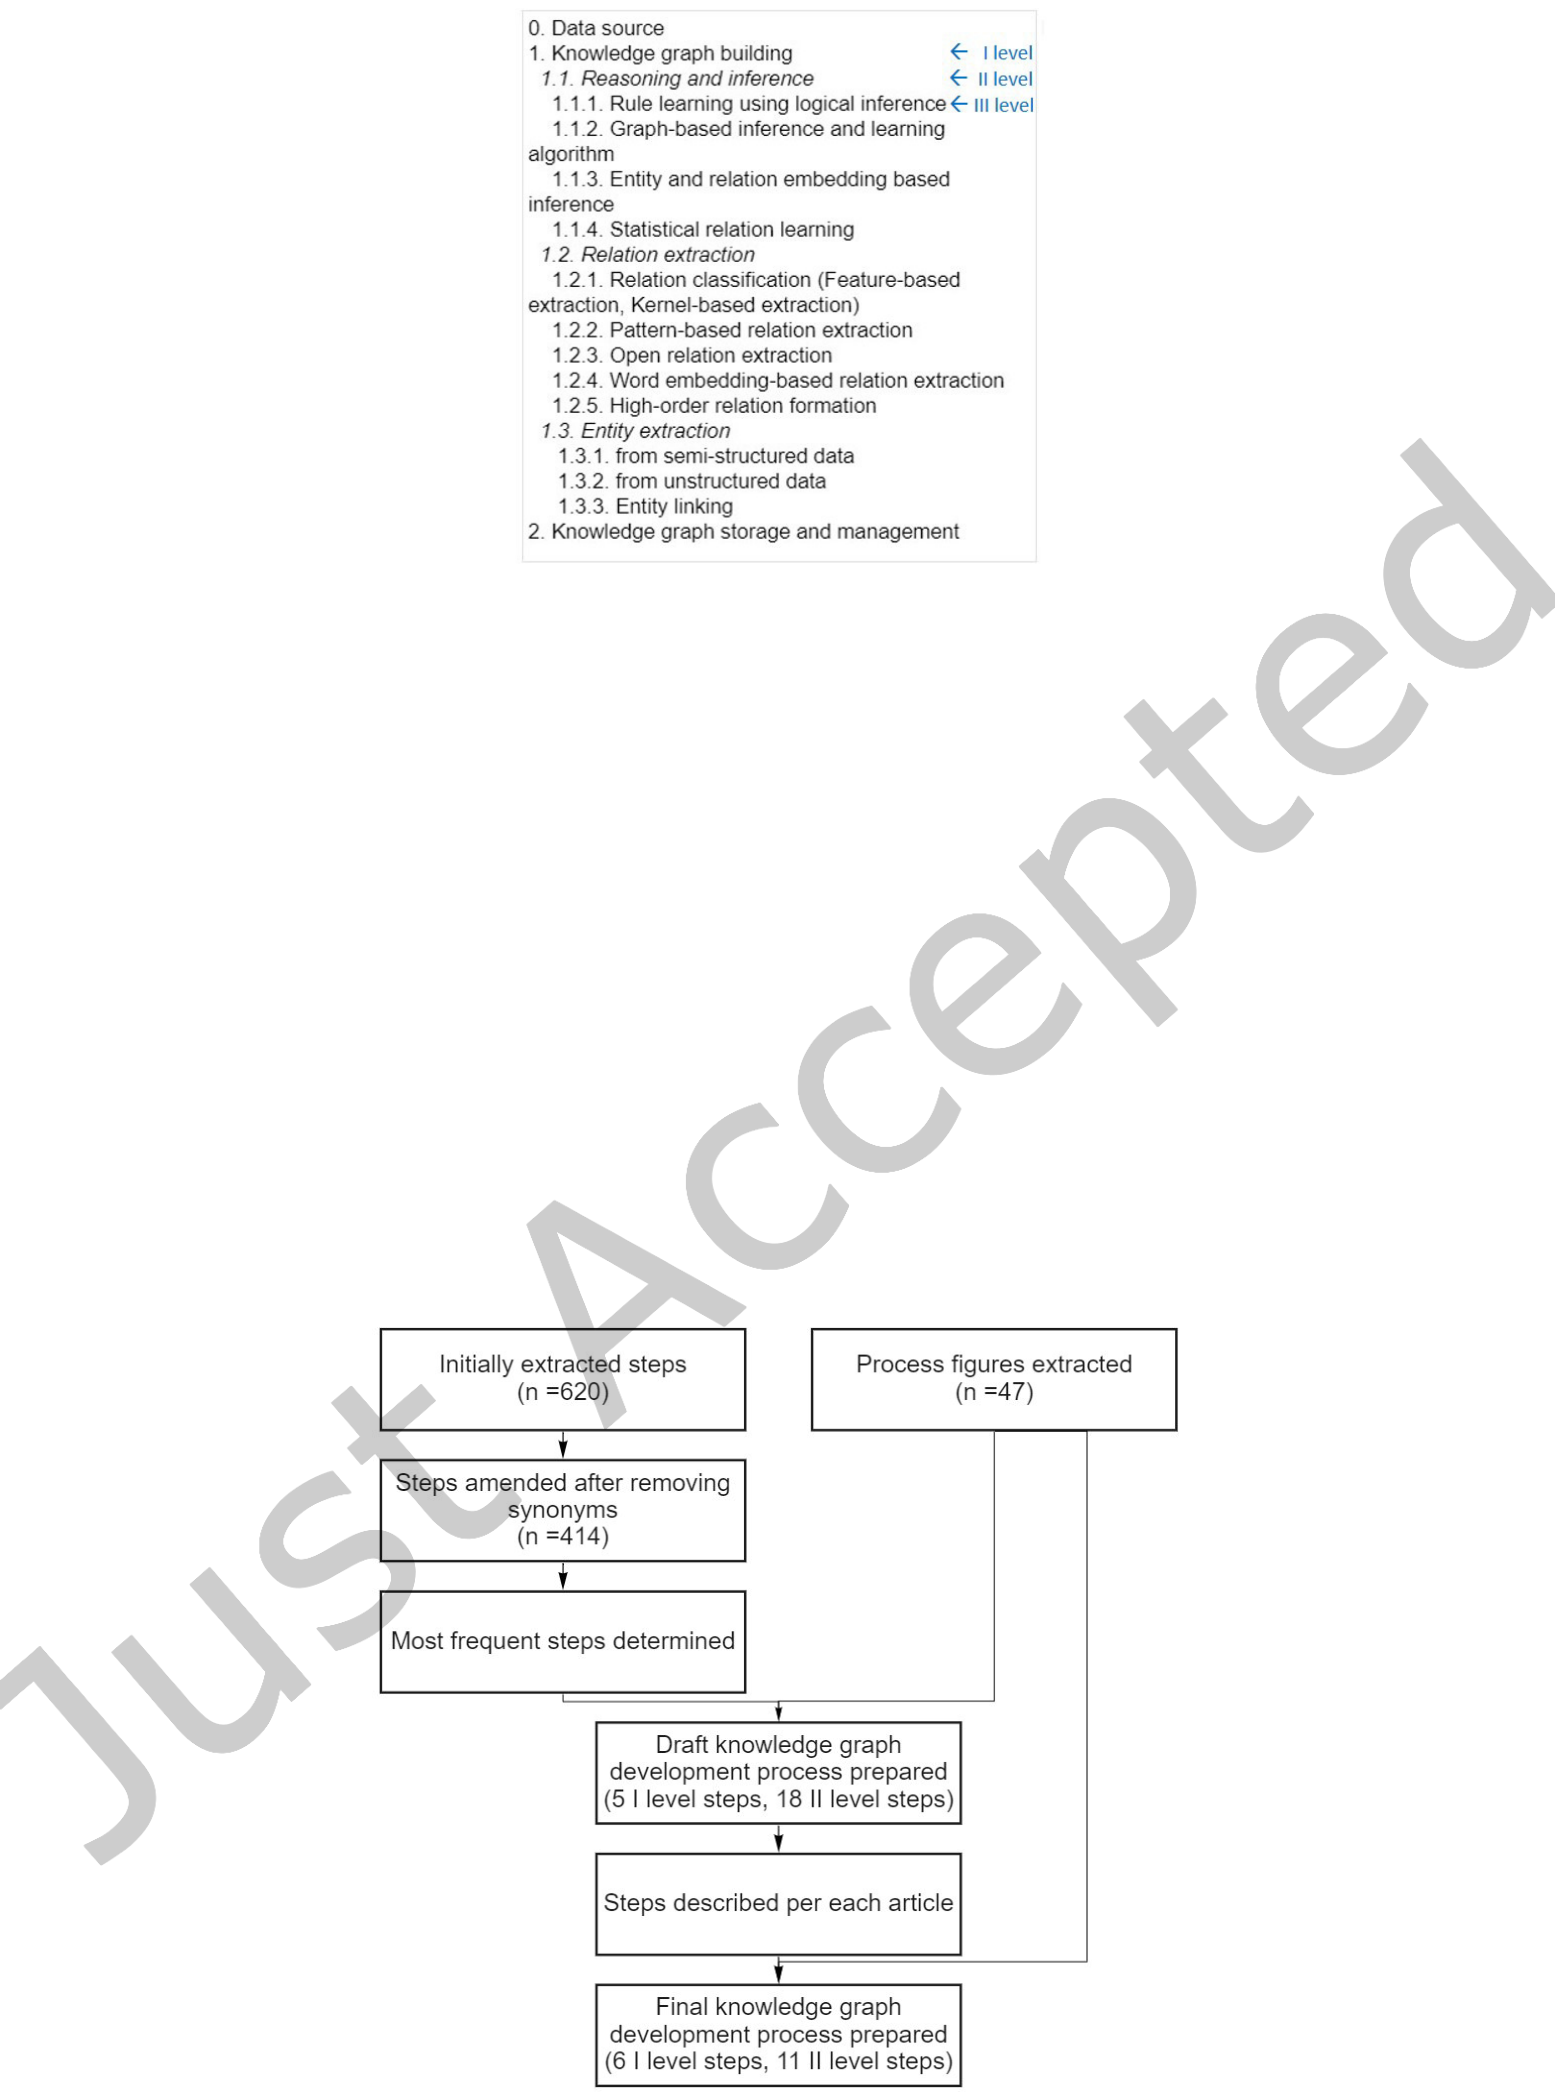 0. Data source
1. Knowledge graph building ← I level
1.1. Reasoning and inference ← II level
1.1.1. Rule learning using logical inference ← III level
1.1.2. Graph-based inference and learning
algorithm
1.1.3. Entity and relation embedding based
inference
1.1.4. Statistical relation learning
1.2. Relation extraction
1.2.1. Relation classification (Feature-based
extraction, Kernel-based extraction)
1.2.2. Pattern-based relation extraction
1.2.3. Open relation extraction
1.2.4. Word embedding-based relation extraction
1.2.5. High-order relation formation
1.3. Entity extraction
1.3.1. from semi-structured data
1.3.2. from unstructured data
1.3.3. Entity linking
2. Knowledge graph storage and management
Just Accepted
Initially extracted steps
(n =620)
Process figures extracted
(n =47)
Steps amended after removing
synonyms
(n =414)
Most frequent steps determined
Draft knowledge graph
development process prepared
(5 I level steps, 18 II level steps)
Steps described per each article
Final knowledge graph
development process prepared
(6 I level steps, 11 II level steps)